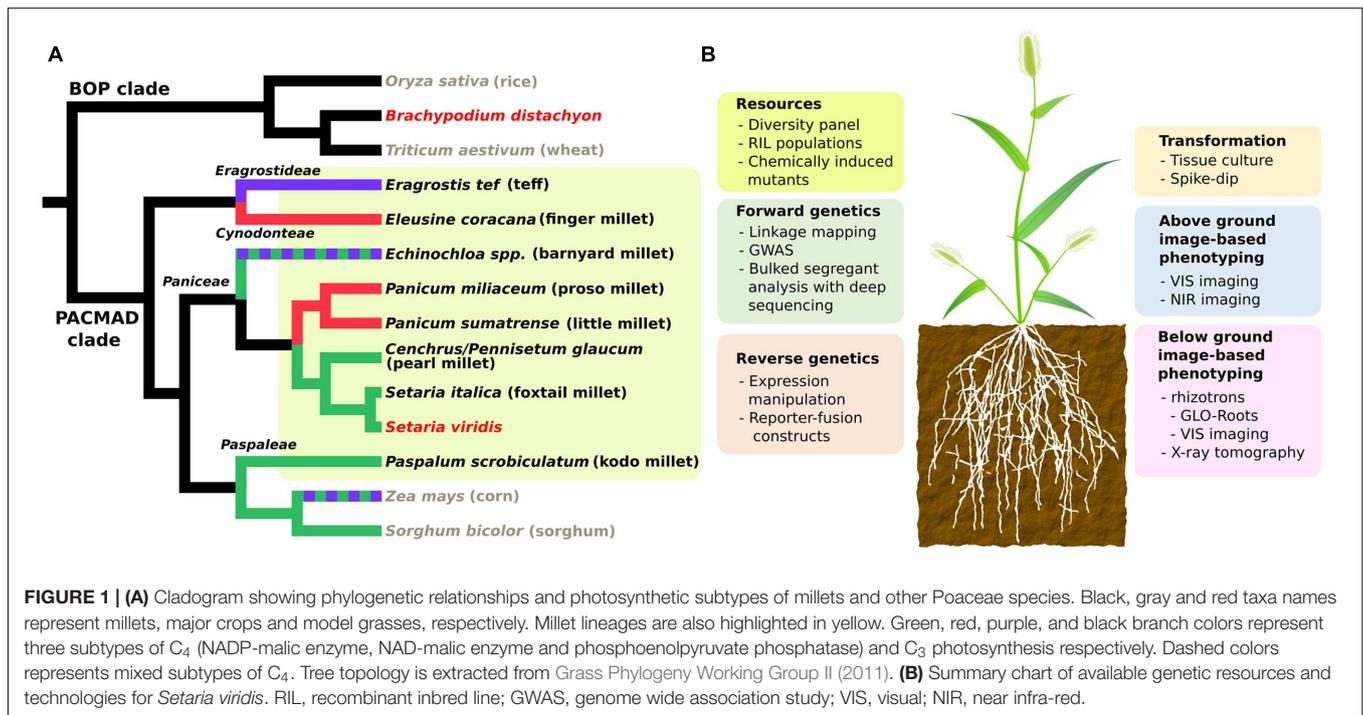 A
BOP clade
Oryza sativa (rice)
Brachypodium distachyon
Triticum aestivum (wheat)
Eragrostideae
Eragrostis tef (teff)
Eleusine coracana (finger millet)
Cynodonteae
Echinochloa spp. (barnyard millet)
Paniceae
Panicum miliaceum (proso millet)
PACMAD
clade
Panicum sumatrense (little millet)
Cenchrus/Pennisetum glaucum
(pearl millet)
Setaria italica (foxtail millet)
Setaria viridis
Paspaleae
Paspalum scrobiculatum (kodo millet)
Zea mays (corn)
Sorghum bicolor (sorghum)
B
Resources
- Diversity panel
- RIL populations
- Chemically induced
mutants
Forward genetics
- Linkage mapping
- GWAS
- Bulked segregant
analysis with deep
sequencing
Reverse genetics
- Expression
manipulation
- Reporter-fusion
constructs
Transformation
- Tissue culture
- Spike-dip
Above ground
image-based
phenotyping
- VIS imaging
- NIR imaging
Below ground
image-based
phenotyping
- rhizotrons
- GLO-Roots
- VIS imaging
- X-ray tomography
FIGURE 1 | (A) Cladogram showing phylogenetic relationships and photosynthetic subtypes of millets and other Poaceae species. Black, gray and red taxa names
represent millets, major crops and model grasses, respectively. Millet lineages are also highlighted in yellow. Green, red, purple, and black branch colors represent
three subtypes of C4 (NADP-malic enzyme, NAD-malic enzyme and phosphoenolpyruvate phosphatase) and C3 photosynthesis respectively. Dashed colors
represents mixed subtypes of C4. Tree topology is extracted from Grass Phylogeny Working Group II (2011). (B) Summary chart of available genetic resources and
technologies for Setaria viridis. RIL, recombinant inbred line; GWAS, genome wide association study; VIS, visual; NIR, near infra-red.